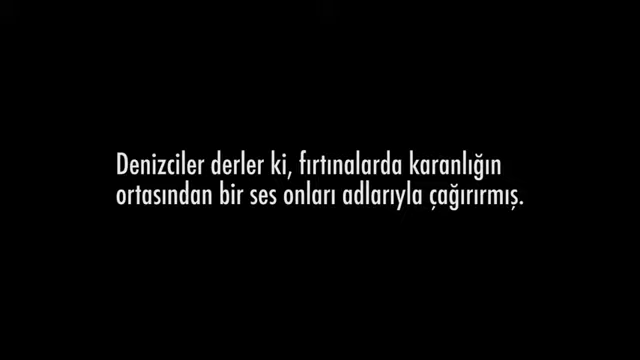 Denizciler derler ki, fırtınalarda karanlığın
ortasından bir ses onları adlarıyla çağırırmış.